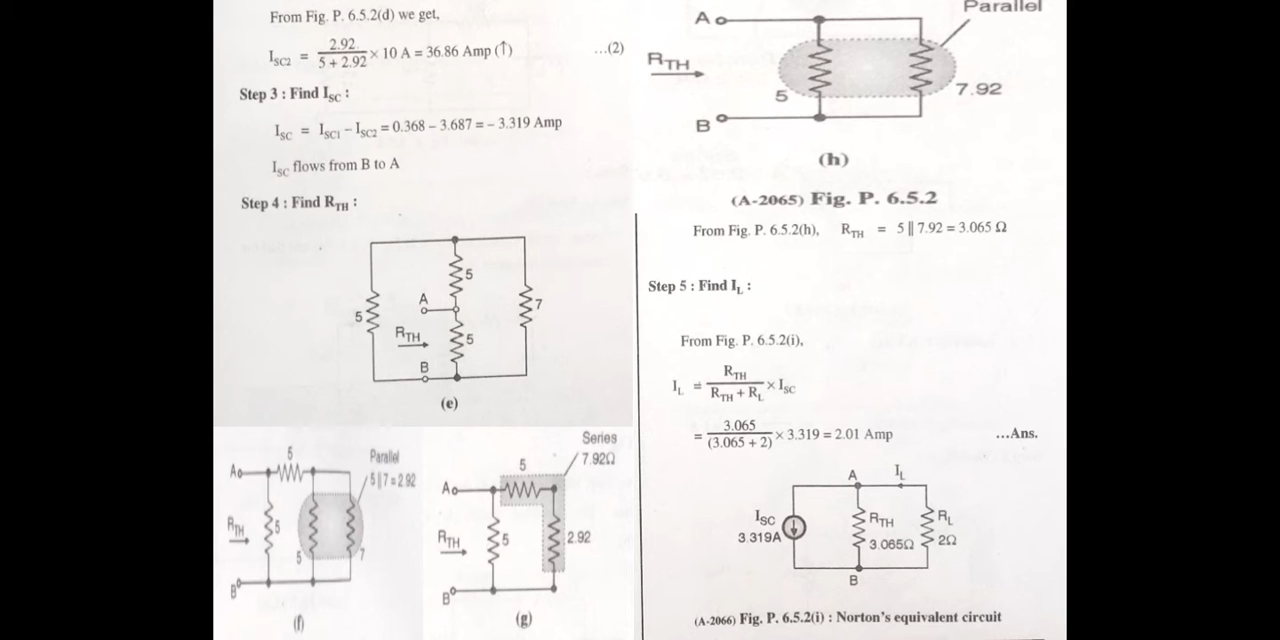 From Fig. P. 6.5.2(d) we get,
I_SC2 = 2.92 / 5 + 2.92 × 10 A = 36.86 Amp (↑) ...(2)
Step 3 : Find I_SC :
I_SC = I_SC1 – I_SC2 = 0.368 – 3.687 = – 3.319 Amp
I_SC flows from B to A
Step 4 : Find R_TH :
5
5
A
7
5
R_TH
B
(e)
5
A
Parallel
5 || 7 = 2.92
R_TH
5
5
7
B
(f)
Series
7.92Ω
5
A
R_TH
5
2.92
B
(g)
Parallel
A
R_TH
5
7.92
B
(h)
(A-2065) Fig. P. 6.5.2
From Fig. P. 6.5.2(h), R_TH = 5 || 7.92 = 3.065 Ω
Step 5 : Find I_L :
From Fig. P. 6.5.2(i),
I_L = R_TH / R_TH + R_L × I_SC
= 3.065 / (3.065 + 2) × 3.319 = 2.01 Amp ...Ans.
A
I_L
I_SC
3.319A
R_TH
3.065Ω
R_L
2Ω
B
(A-2066) Fig. P. 6.5.2(i) : Norton's equivalent circuit